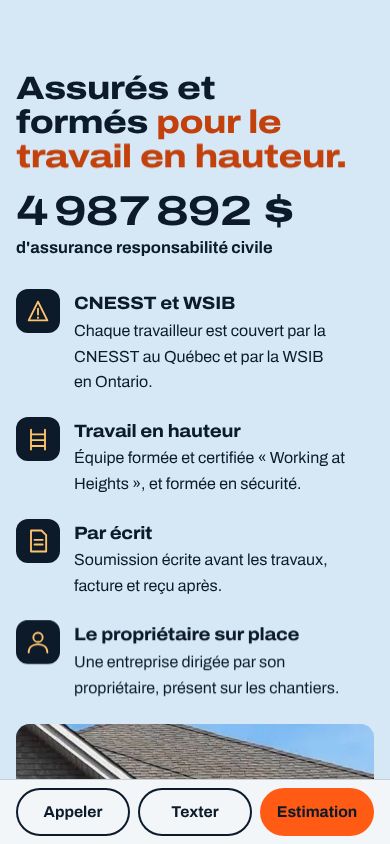 Assurés et
formés pour le
travail en hauteur.
4 987 892 $
d'assurance responsabilité civile
CNESST et WSIB
Chaque travailleur est couvert par la
CNESST au Québec et par la WSIB
en Ontario.
Travail en hauteur
Équipe formée et certifiée « Working at
Heights », et formée en sécurité.
Par écrit
Soumission écrite avant les travaux,
facture et reçu après.
Le propriétaire sur place
Une entreprise dirigée par son
propriétaire, présent sur les chantiers.
Appeler Texter Estimation